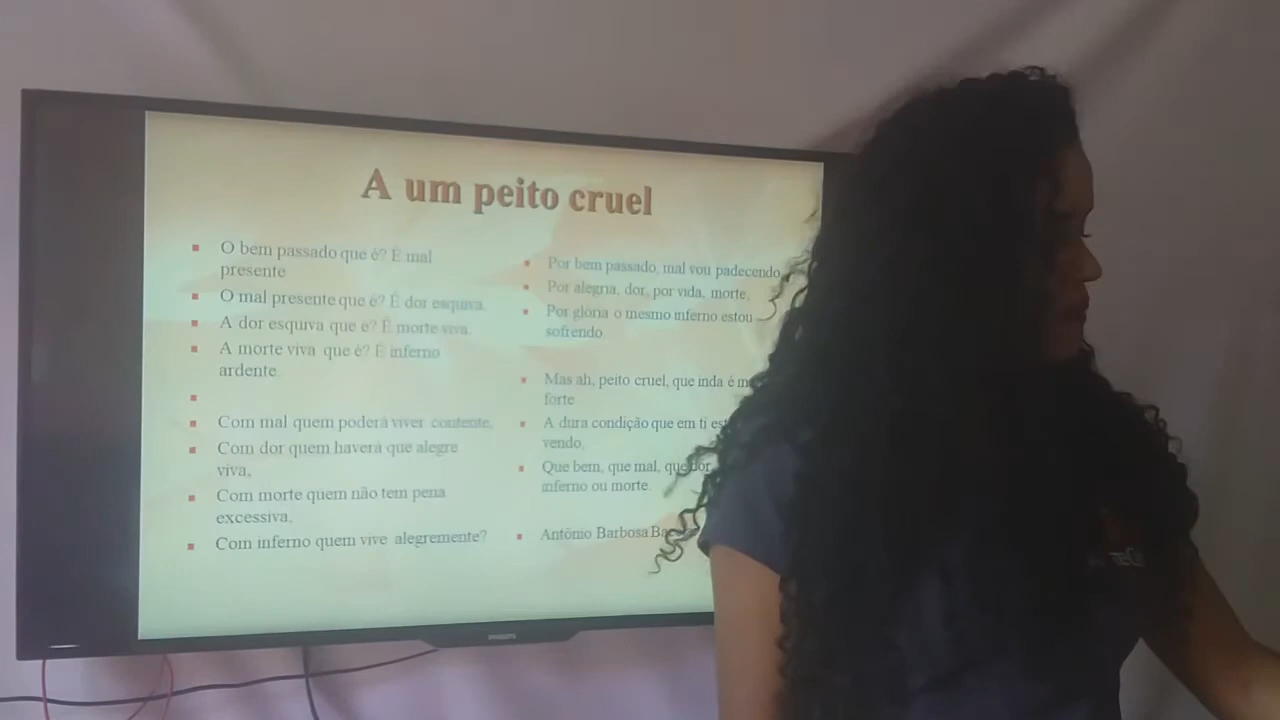 A um peito cruel
O bem passado que é? É mal
presente
O mal presente que é? É dor esquiva.
A dor esquiva que é? É morte viva.
A morte viva que é? É inferno
ardente.
Com mal quem poderá viver contente,
Com dor quem haverá que alegre
viva,
Com morte quem não tem pena
excessiva,
Com inferno quem vive alegremente?
Por bem passado, mal vou padecendo
Por alegria, dor, por vida, morte,
Por glória o mesmo inferno estou
sofrendo.
Mas ah, peito cruel, que inda é
forte
A dura condição que em ti
vendo,
Que bem, que mal, que dor,
inferno ou morte.
Antônio Barbosa
PHILIPS